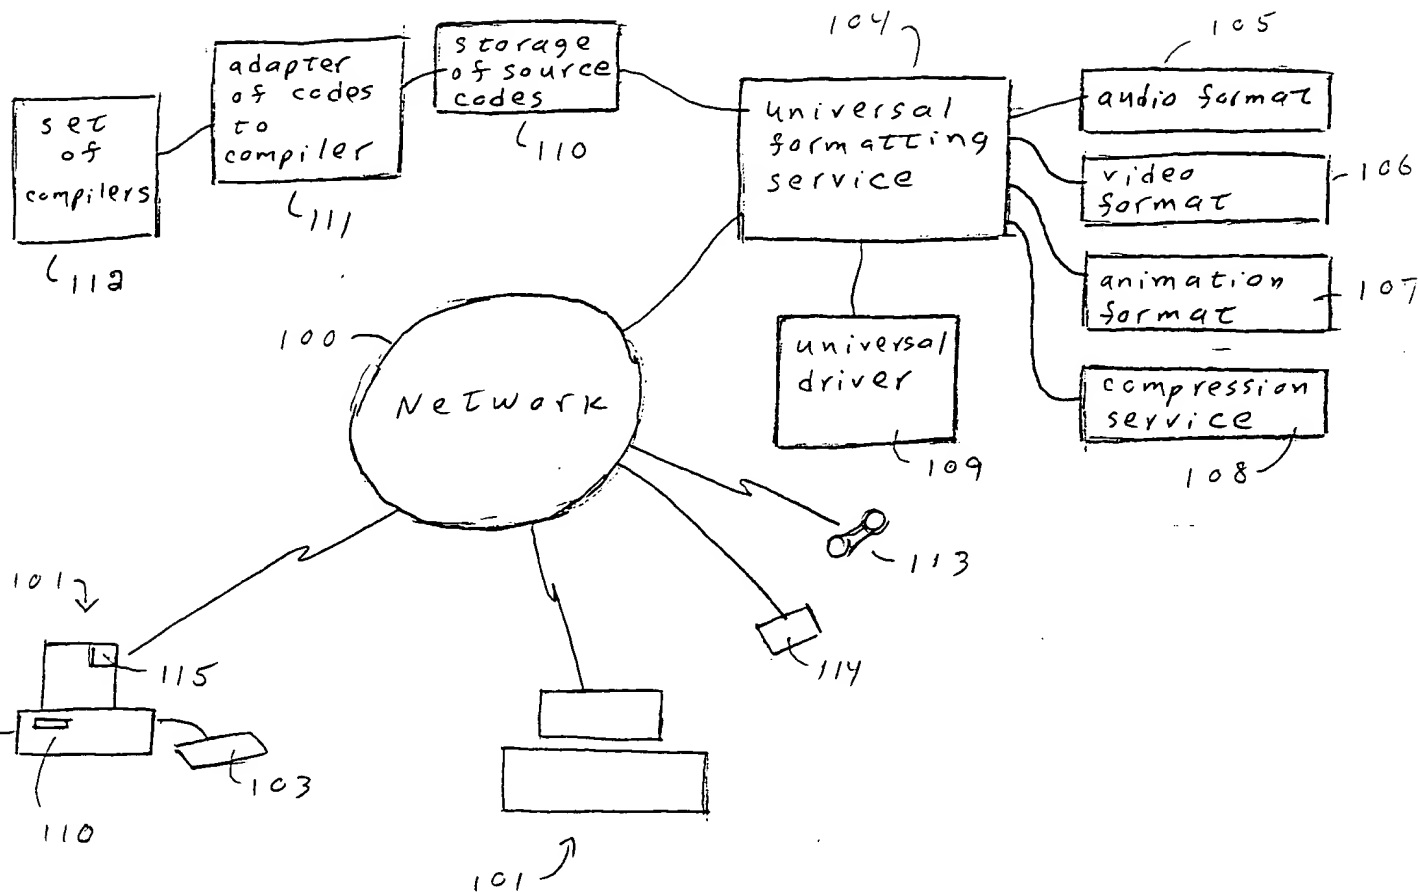 104
105
storage
of source
codes
110
adapter
of codes
to
compiler
111
set
of
compilers
112
universal
formatting
service
audio format
video
format
106
animation
format
107
compression
service
108
universal
driver
109
100
Network
113
114
101
115
103
110
101